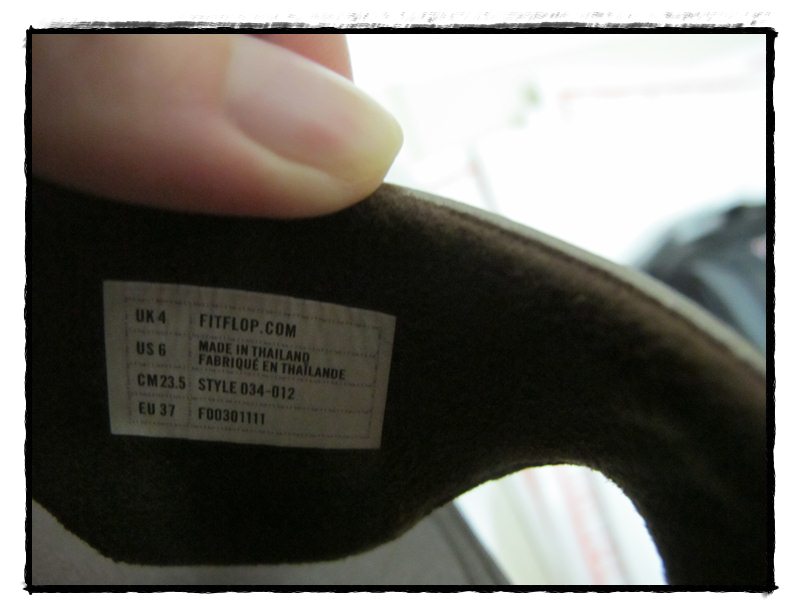 UK 4 FITFLOP.COM
US 6 MADE IN THAILAND
FABRIQUÉ EN THAÏLANDE
CM 23.5 STYLE 034-012
EU 37 F00301111